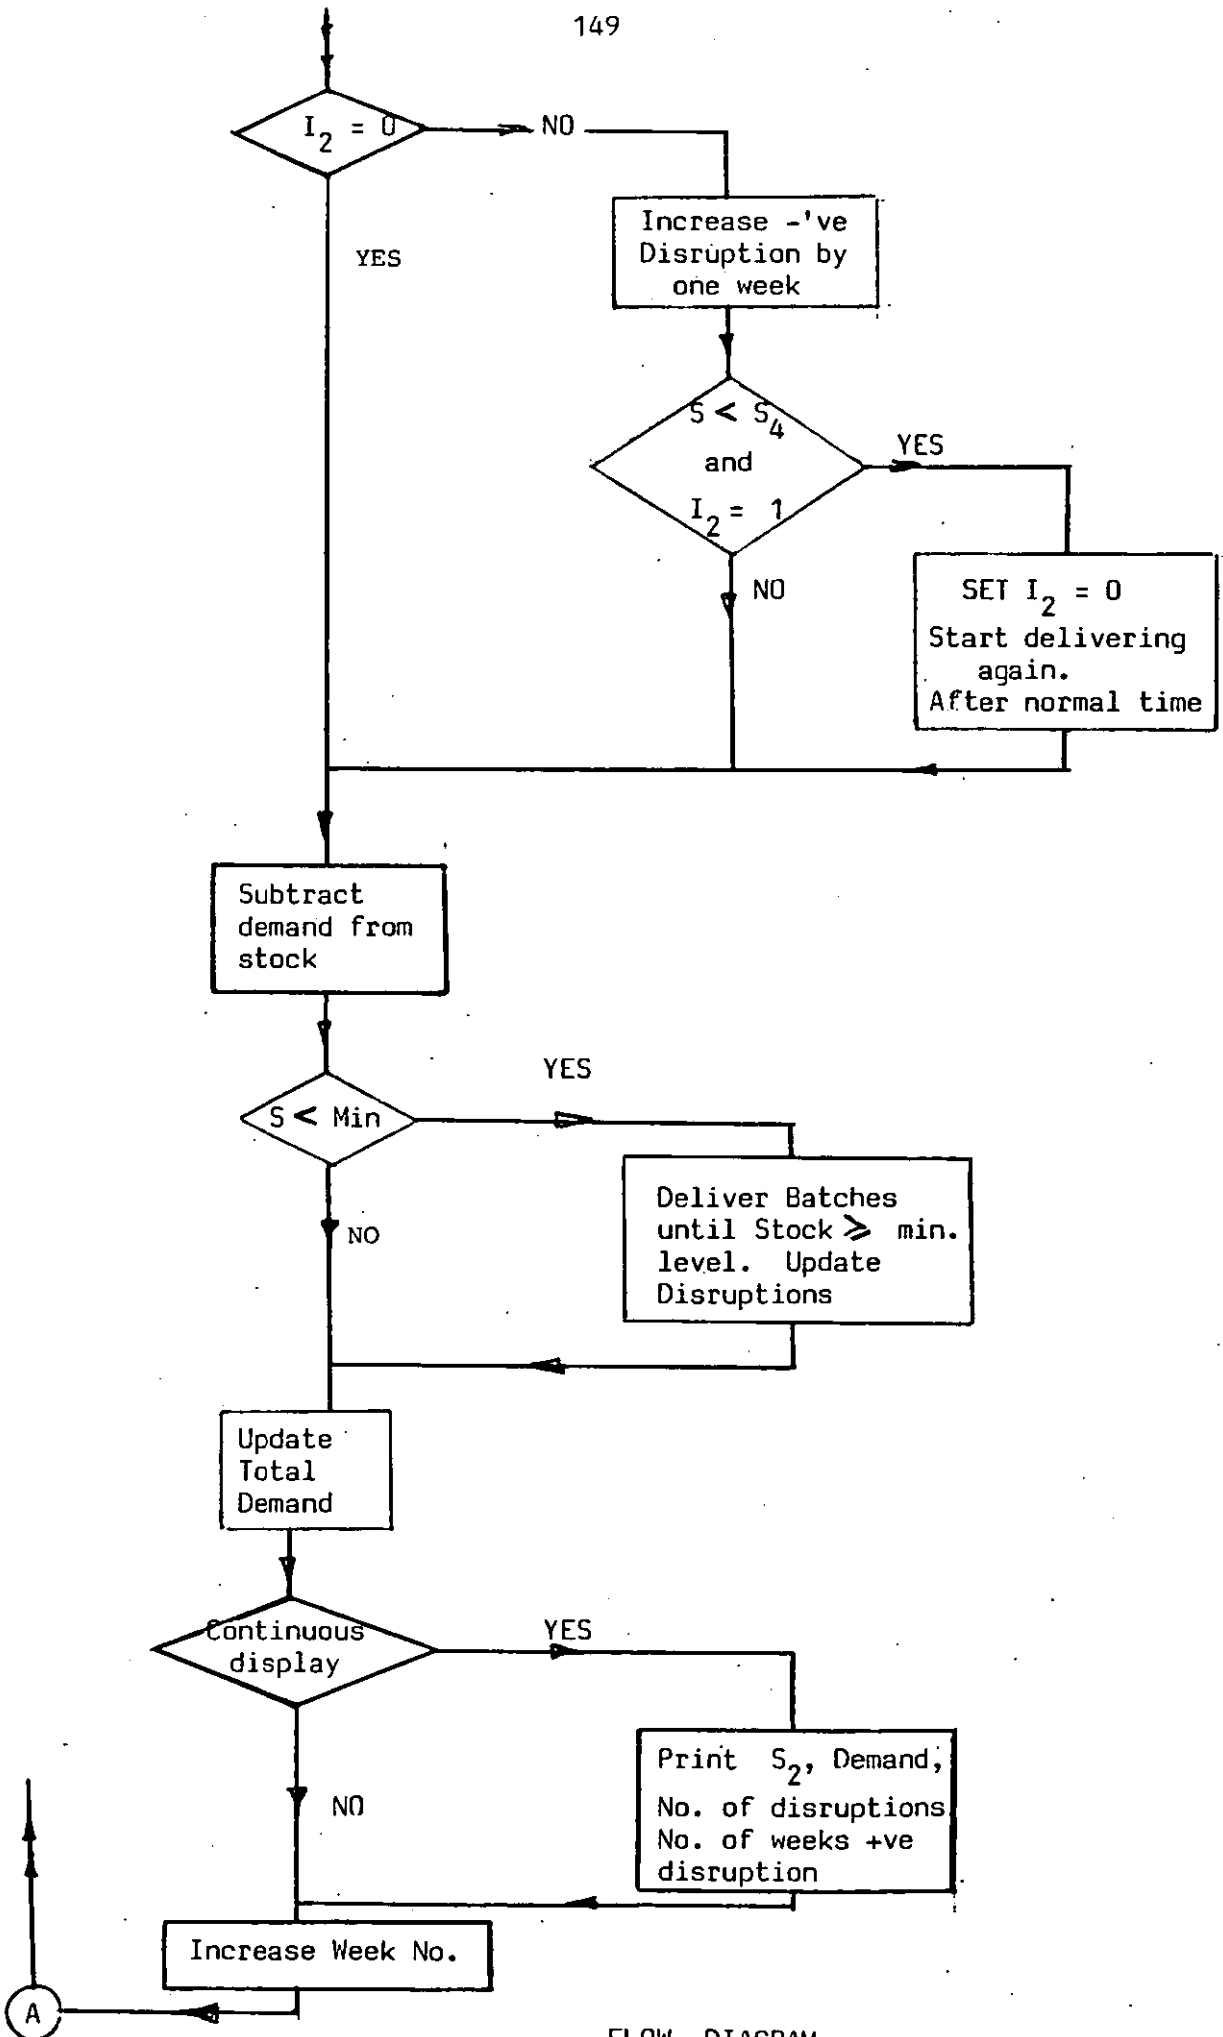 149
I₂ = 0
NO
YES
Increase -'ve
Disruption by
one week
S < S₄
and
I₂ = 1
YES
NO
SET I₂ = 0
Start delivering
again.
After normal time
Subtract
demand from
stock
S < Min
YES
NO
Deliver Batches
until Stock ⩾ min.
level. Update
Disruptions
Update
Total
Demand
Continuous
display
YES
NO
Print S₂, Demand,
No. of disruptions
No. of weeks +ve
disruption
Increase Week No.
A
FLOW DIAGRAM